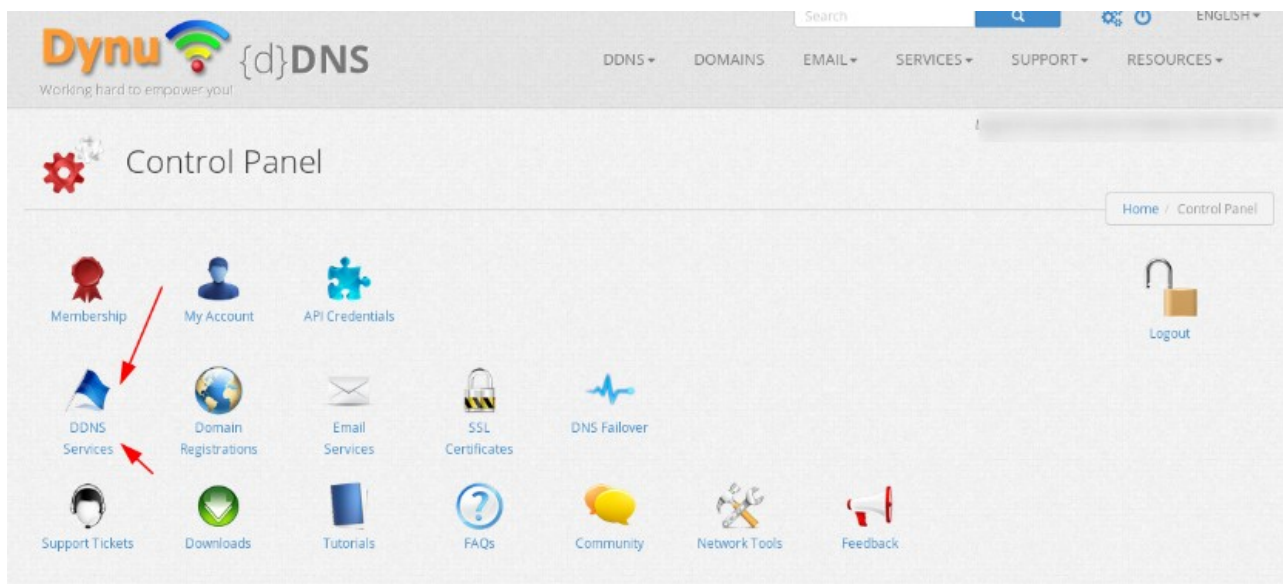 Search
ENGLISH
Dynu {d}DNS
Working hard to empower you!
DDNS DOMAINS EMAIL SERVICES SUPPORT RESOURCES
Control Panel
Home / Control Panel
Membership My Account API Credentials
Logout
DDNS Services
Domain Registrations
Email Services
SSL Certificates
DNS Failover
Support Tickets Downloads Tutorials FAQs Community Network Tools Feedback